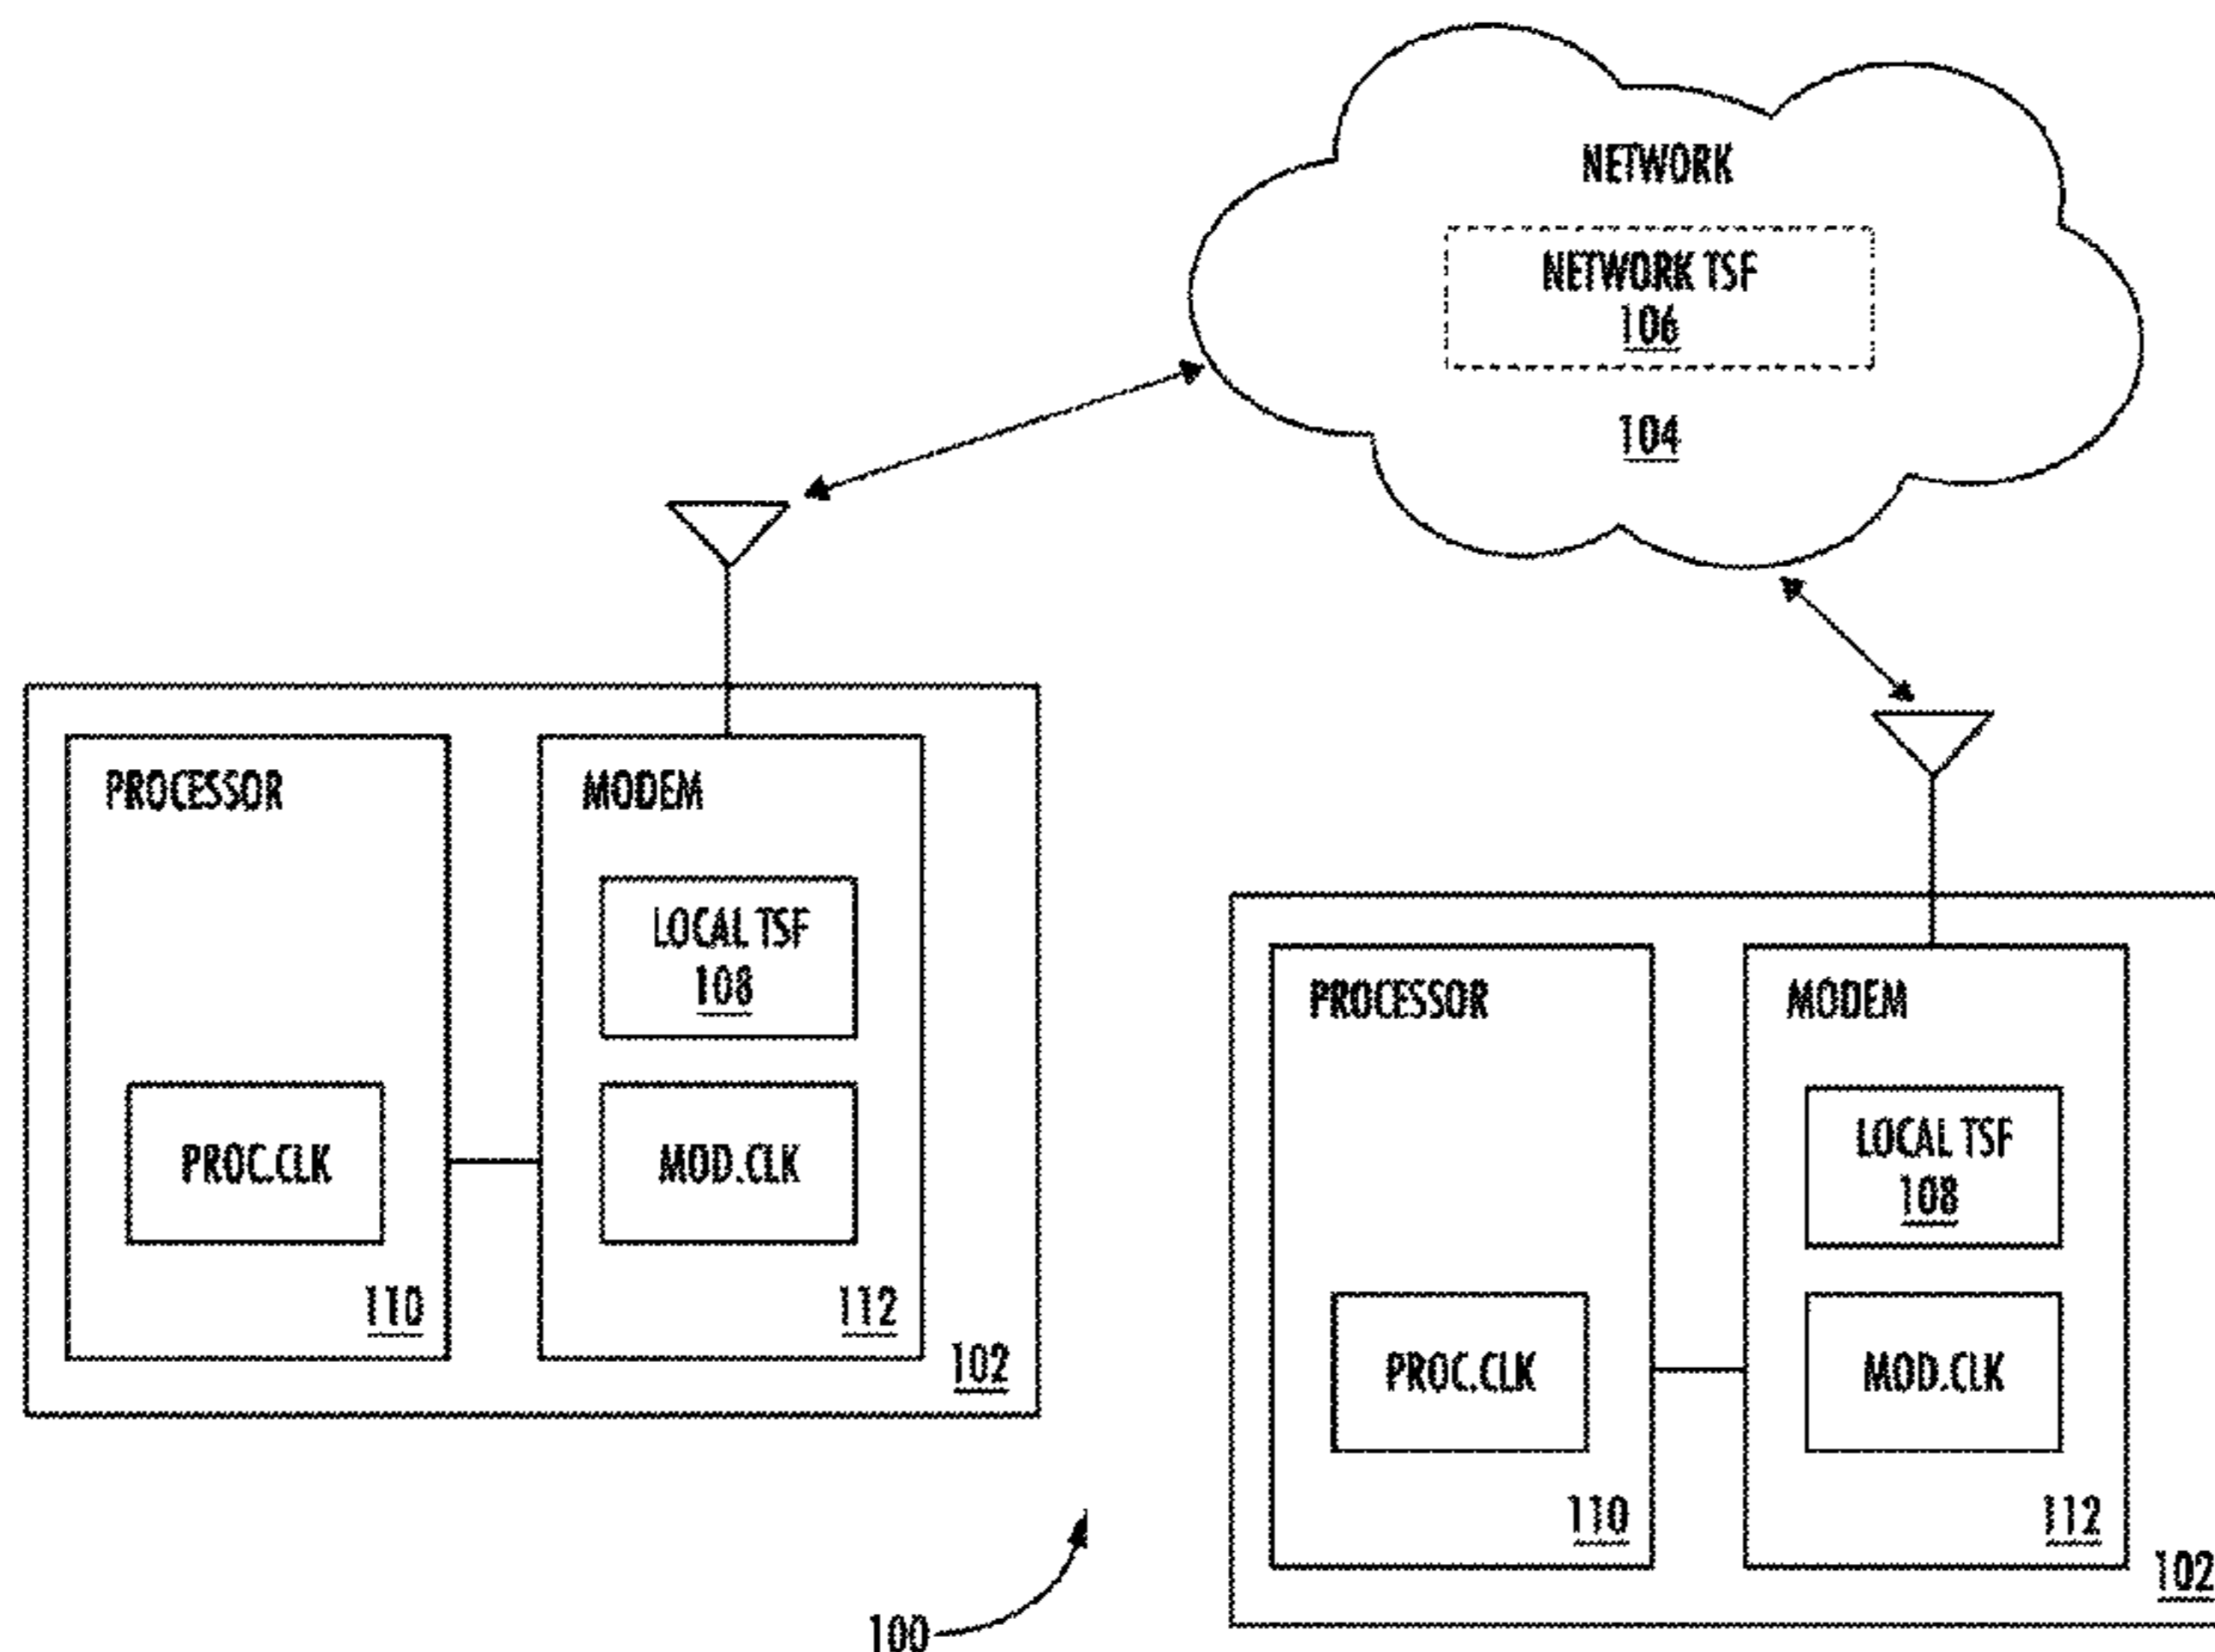 NETWORK
NETWORK TSF
106
104
PROCESSOR
MODEM
LOCAL TSF
108
PROC.CLK
MOD.CLK
110
112
102
PROCESSOR
MODEM
LOCAL TSF
108
PROC.CLK
MOD.CLK
110
112
102
100